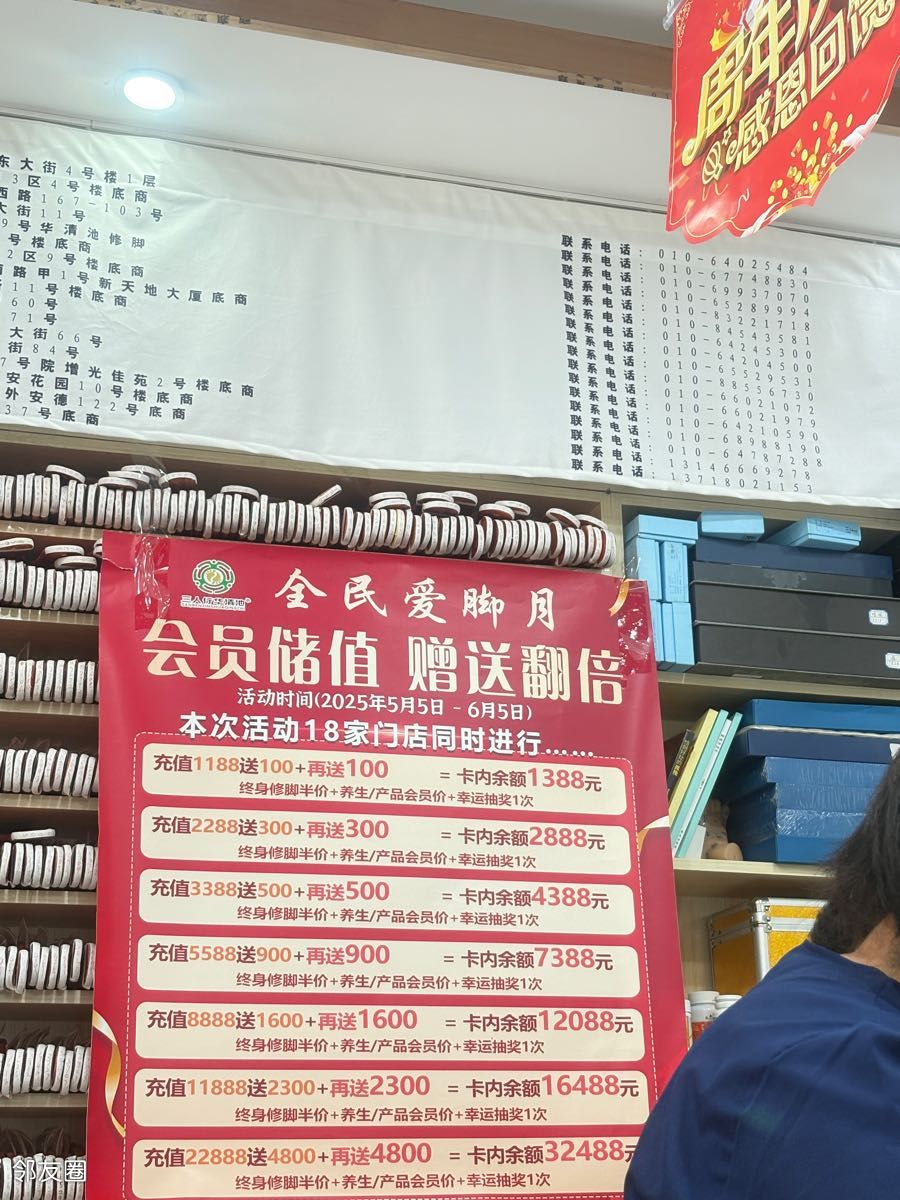 周年庆
感恩回馈
东大街4号楼1层
3区4号楼底商
西路167-103号
大街11号
9号华清池修脚
号楼底商
2区9号楼底商
西路甲1号新天地大厦底商
11号楼底商
60号
71号
大街66号
街84号
7号院增光佳苑2号楼底商
安花园10号楼底商
外安德122号底商
37号底商
联系电话：010-64025484
联系电话：010-67748830
联系电话：010-69937070
联系电话：010-52899994
联系电话：010-83221718
联系电话：010-84543581
联系电话：010-64245300
联系电话：010-64204495
联系电话：010-65529531
联系电话：010-88556730
联系电话：010-66021072
联系电话：010-66021979
联系电话：010-68450590
联系电话：010-68988190
联系电话：010-64787288
联系电话：13146669278
联系电话：13718021153
三人行华清池
全民爱脚月
会员储值 赠送翻倍
活动时间(2025年5月5日 - 6月5日)
本次活动18家门店同时进行……
充值1188送100+再送100 = 卡内余额1388元
终身修脚半价+养生/产品会员价+幸运抽奖1次
充值2288送300+再送300 = 卡内余额2888元
终身修脚半价+养生/产品会员价+幸运抽奖1次
充值3388送500+再送500 = 卡内余额4388元
终身修脚半价+养生/产品会员价+幸运抽奖1次
充值5588送900+再送900 = 卡内余额7388元
终身修脚半价+养生/产品会员价+幸运抽奖1次
充值8888送1600+再送1600 = 卡内余额12088元
终身修脚半价+养生/产品会员价+幸运抽奖1次
充值11888送2300+再送2300 = 卡内余额16488元
终身修脚半价+养生/产品会员价+幸运抽奖1次
充值22888送4800+再送4800 = 卡内余额32488元
终身修脚半价+养生/产品会员价+幸运抽奖1次
邻友圈